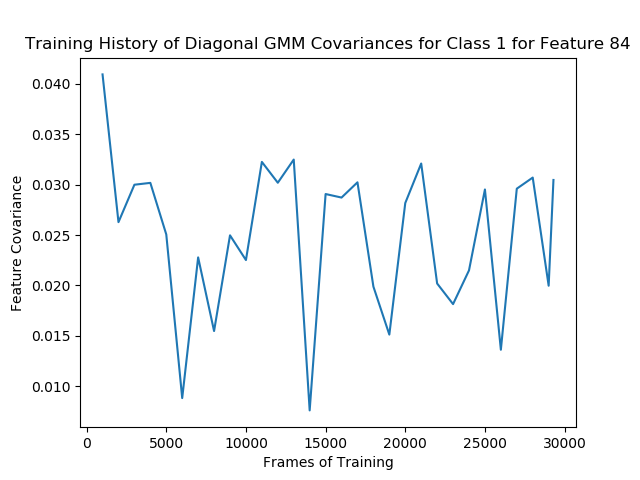 Training History of Diagonal GMM Covariances for Class 1 for Feature 84
0.040
0.035
0.030
0.025
0.020
0.015
0.010
Feature Covariance
0 5000 10000 15000 20000 25000 30000
Frames of Training